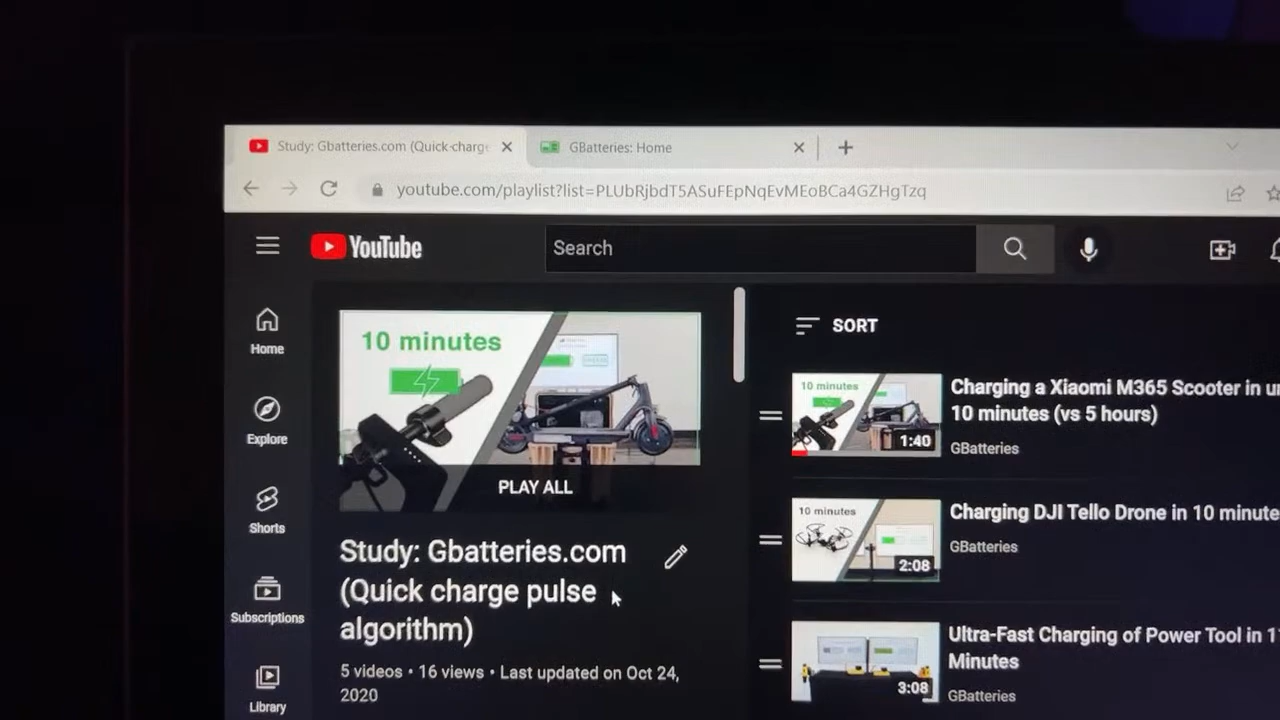 Study: Gbatteries.com (Quick-charge
GBatteries: Home
youtube.com/playlist?list=PLUbRjbdT5ASuFEpNqEvMEoBCa4GZHgTzq
YouTube
Search
Home
Explore
Shorts
Subscriptions
Library
10 minutes
PLAY ALL
Study: Gbatteries.com
(Quick charge pulse
algorithm)
5 videos • 16 views • Last updated on Oct 24,
2020
SORT
10 minutes
1:40
Charging a Xiaomi M365 Scooter in u
10 minutes (vs 5 hours)
GBatteries
10 minutes
2:08
Charging DJI Tello Drone in 10 minute
GBatteries
3:08
Ultra-Fast Charging of Power Tool in 1
Minutes
GBatteries